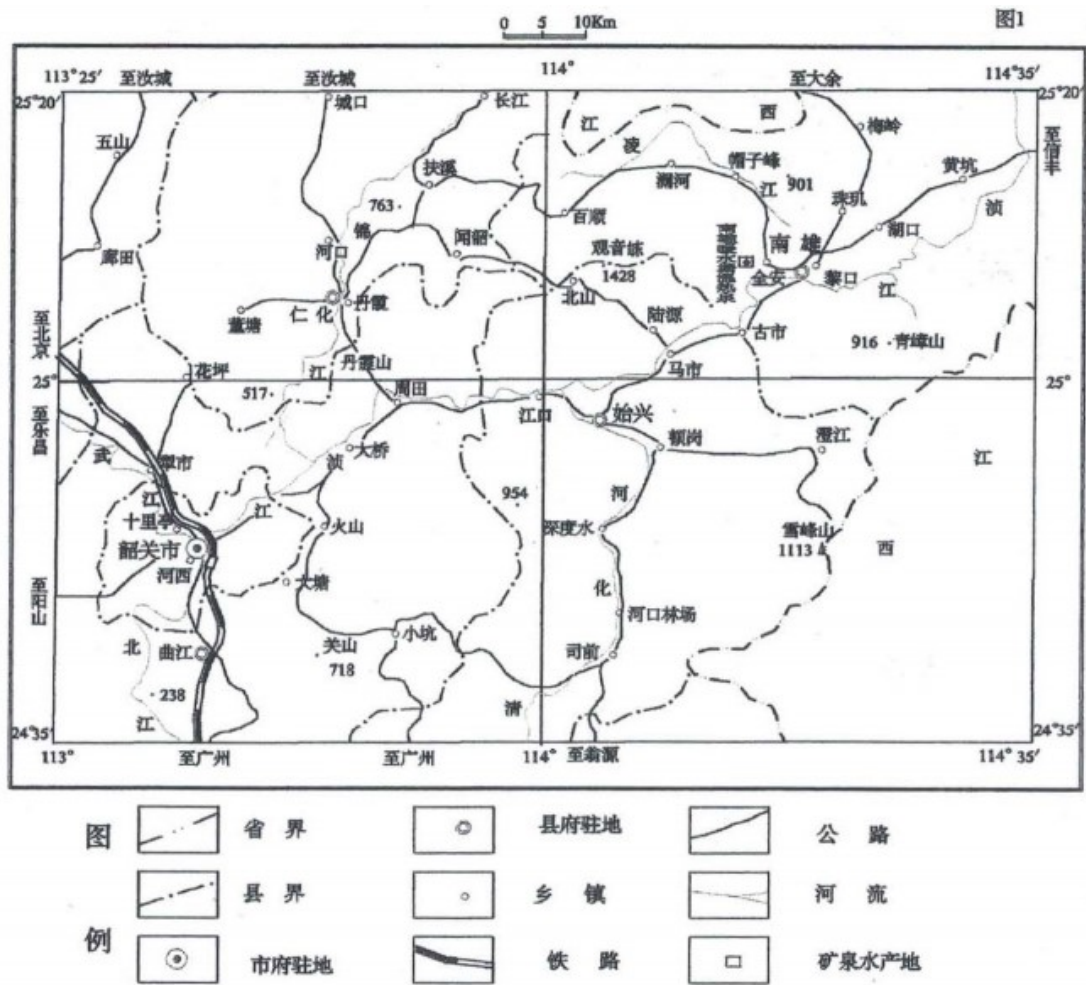 0 5 10Km
图1
113°25′ 至汝城 至汝城 114° 至大余 114°35′
25°20′ 25°20′
城口 长江
五山
梅岭
江 西
凌
至信丰
扶溪
澜河
帽子峰
黄坑
901
江
763
百顺
珠玑
浈
锦
廊田
河口
闻韶
观音栋
1428
南雄
湖口
全安
黎口
江
北山
至北京
董塘
仁化
丹霞
陆源
古市
916 青嶂山
丹霞山
马市
花坪
江
25° 25°
517
周田
江口
始兴
至乐昌
顿岗
澄江
武
大桥
浈
江
犁市
江
954
河
十里亭
江
火山
深度水
西
雪峰山
1113
韶关市
河西
大塘
化
至阳山
河口林场
北
曲江
小坑
关山
718
司前
238
江
清
24°35′ 24°35′
113° 至广州 至广州 114° 至翁源 114°35′
图例
省界
县府驻地
公路
县界
乡镇
河流
市府驻地
铁路
矿泉水产地